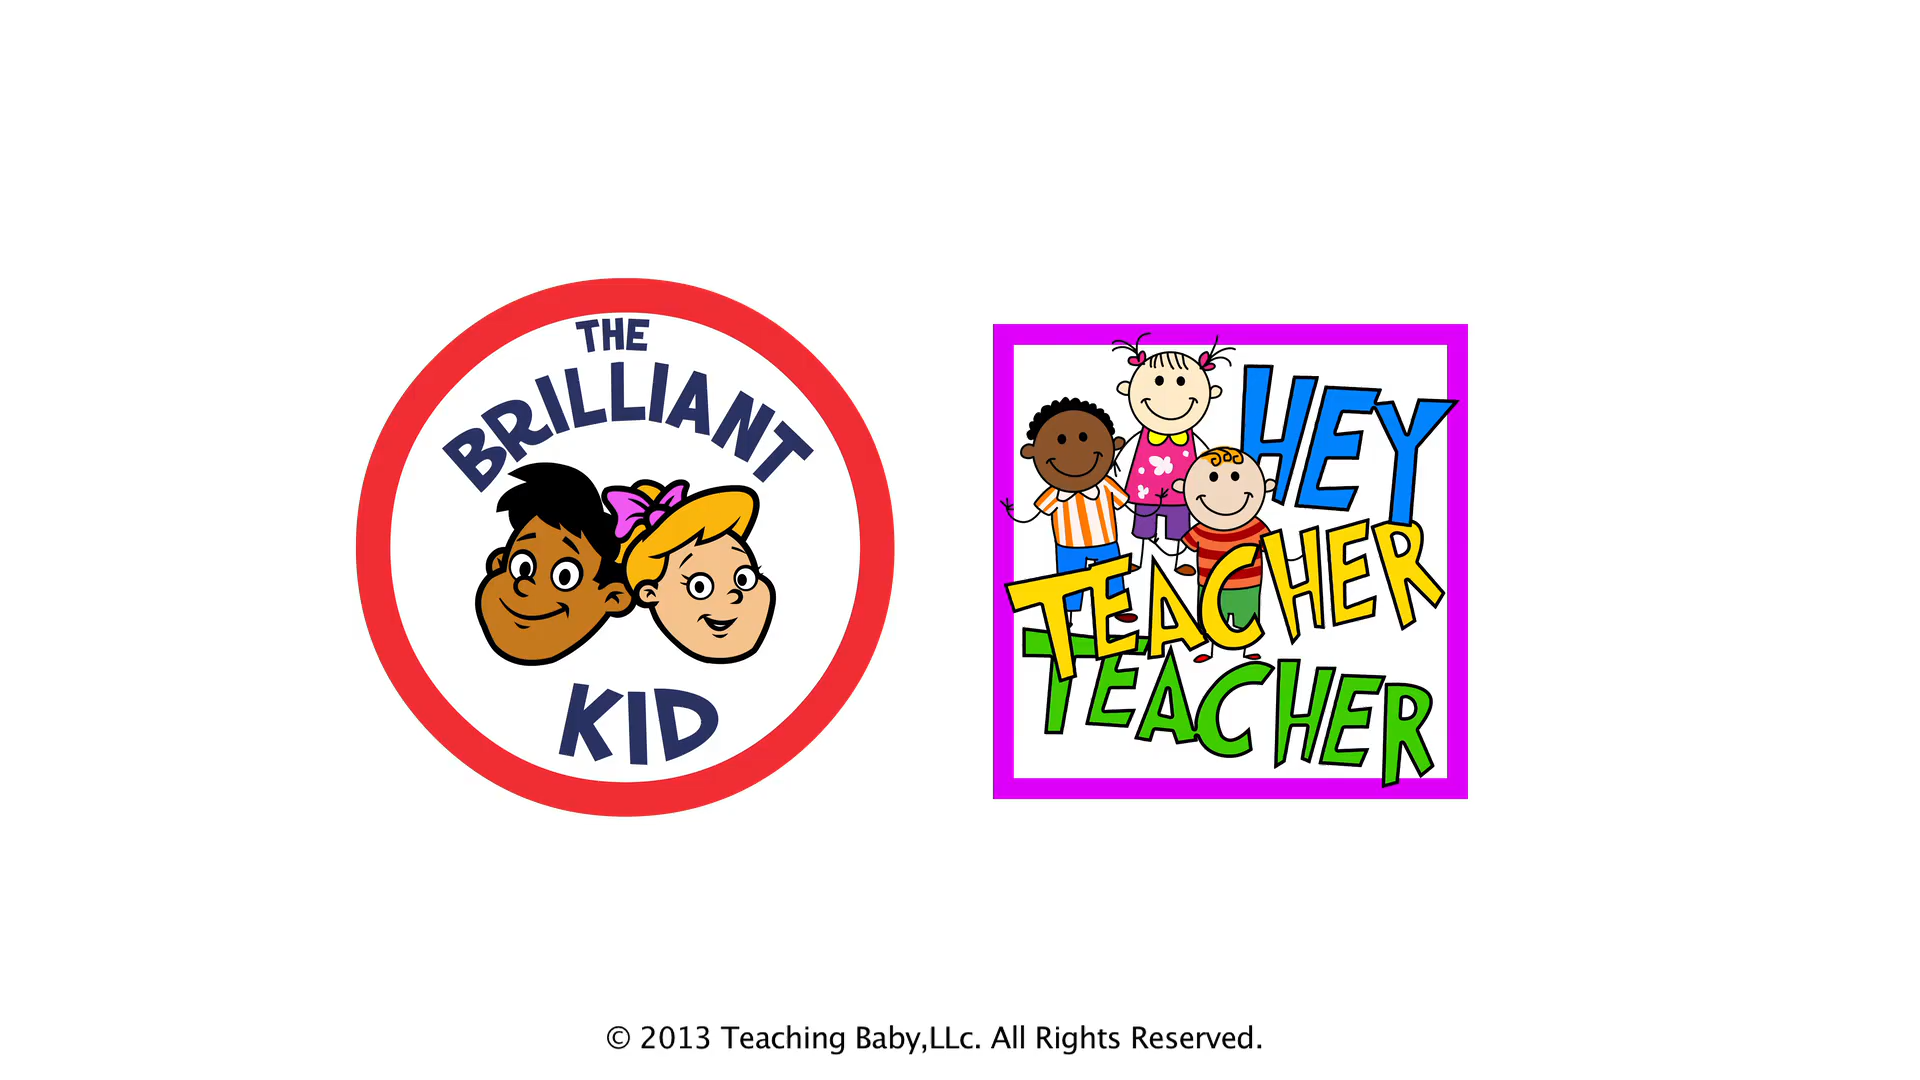 THE
BRILLIANT
KID
HEY
TEACHER
TEACHER
© 2013 Teaching Baby,LLc. All Rights Reserved.